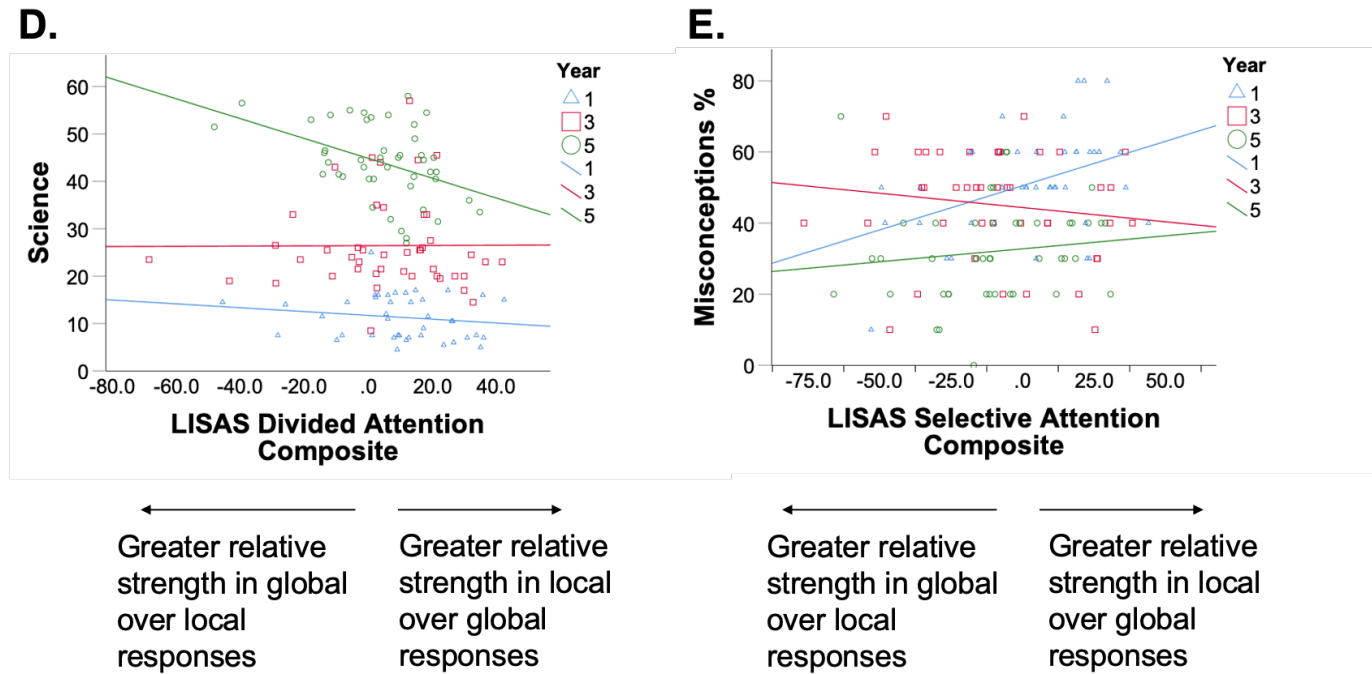 D.
Science
60
50
40
30
20
10
0
-80.0 -60.0 -40.0 -20.0 .0 20.0 40.0
LISAS Divided Attention
Composite
Year
1
3
5
1
3
5
Greater relative
strength in global
over local
responses
Greater relative
strength in local
over global
responses
E.
Misconceptions %
80
60
40
20
0
-75.0 -50.0 -25.0 .0 25.0 50.0
LISAS Selective Attention
Composite
Year
1
3
5
1
3
5
Greater relative
strength in global
over local
responses
Greater relative
strength in local
over global
responses